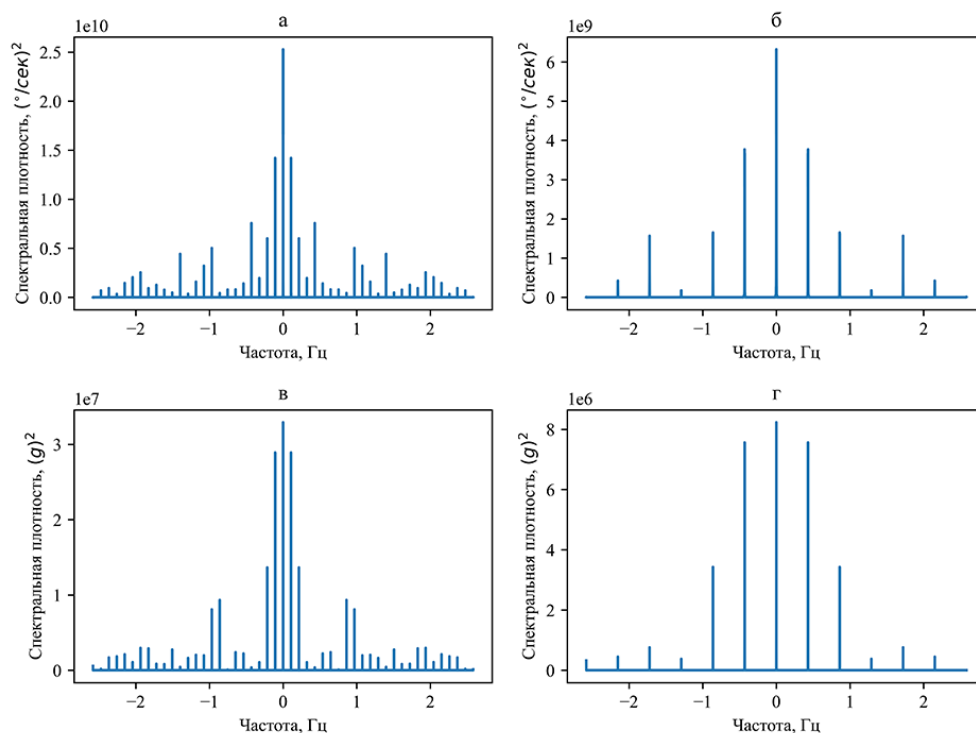 а
1e10
Спектральная плотность, (°/сек)²
2.5
2.0
1.5
1.0
0.5
0.0
−2 −1 0 1 2
Частота, Гц
б
1e9
Спектральная плотность, (°/сек)²
6
5
4
3
2
1
0
−2 −1 0 1 2
Частота, Гц
в
1e7
Спектральная плотность, (g)²
3
2
1
0
−2 −1 0 1 2
Частота, Гц
г
1e6
Спектральная плотность, (g)²
8
6
4
2
0
−2 −1 0 1 2
Частота, Гц